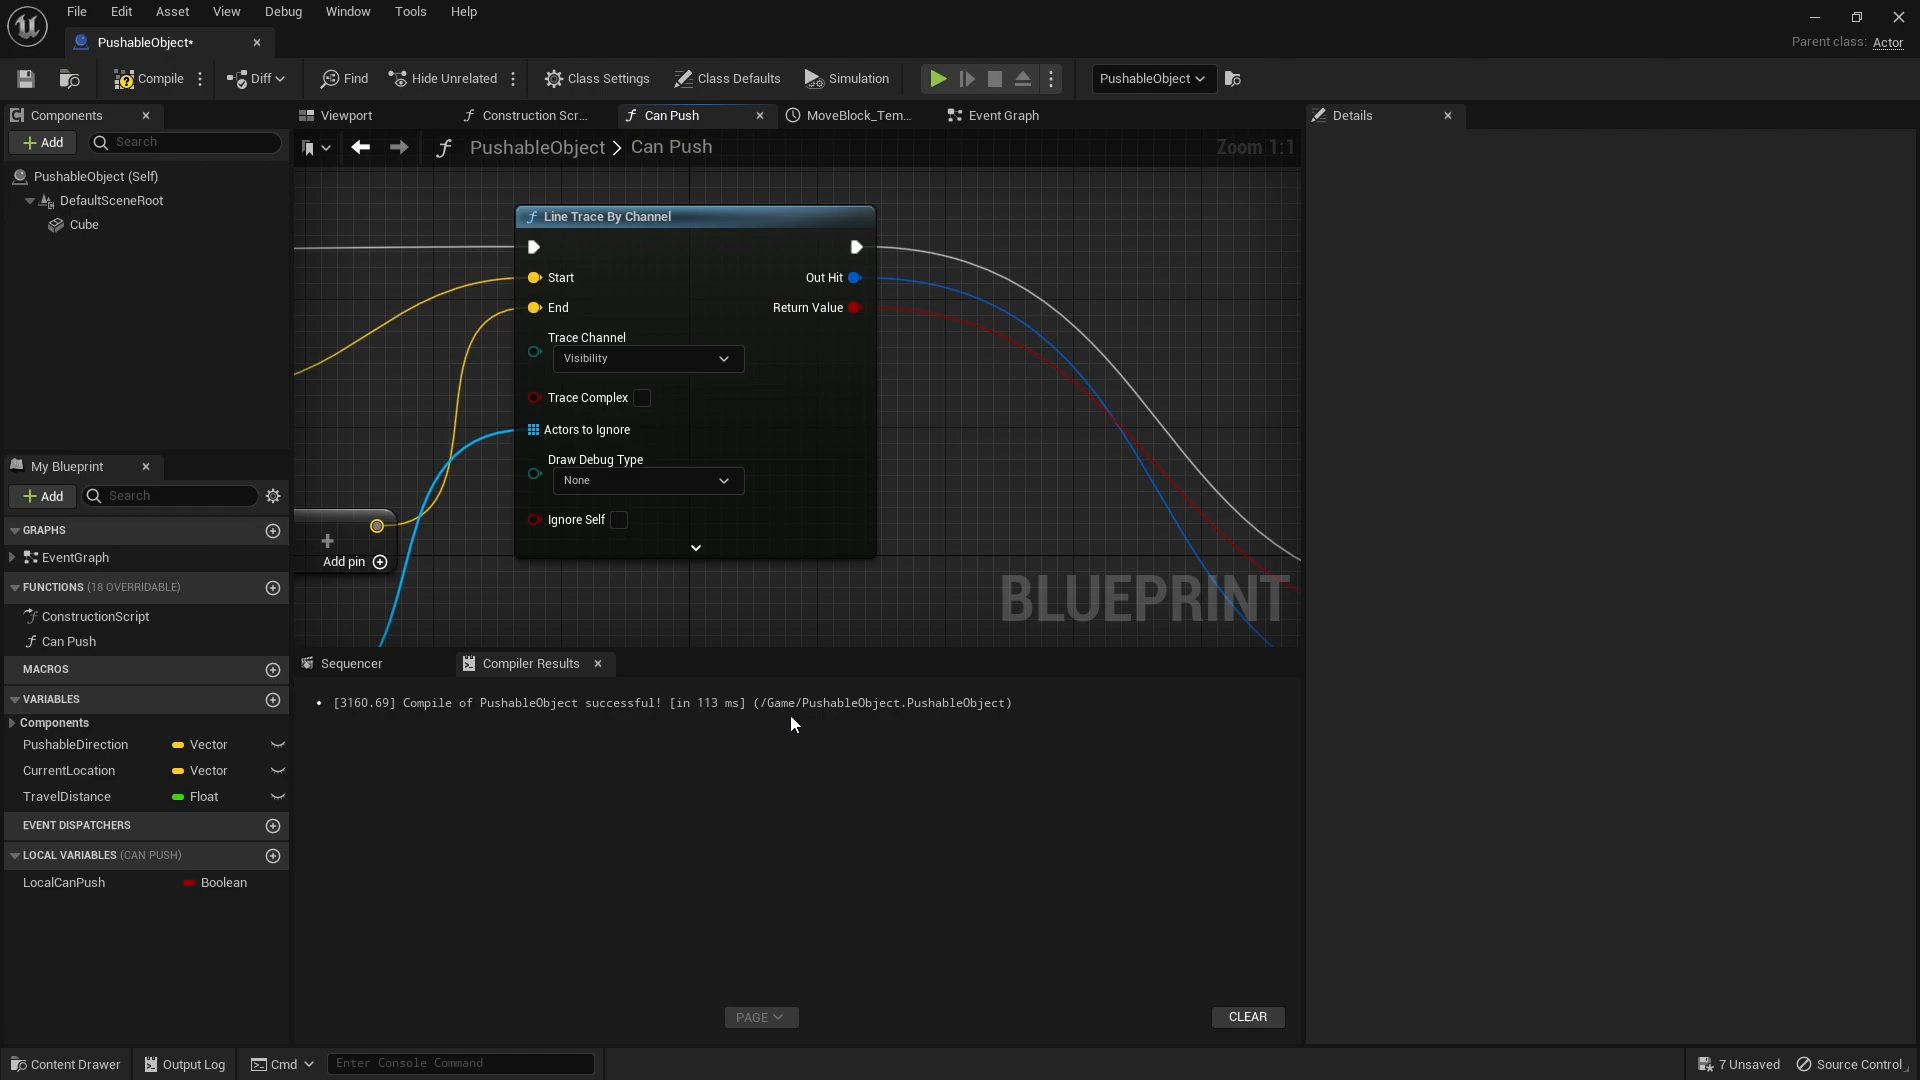 File Edit Asset View Debug Window Tools Help
PushableObject*
Parent class: Actor
Compile Diff Find Hide Unrelated Class Settings Class Defaults Simulation PushableObject
Components
Add Search
PushableObject (Self)
DefaultSceneRoot
Cube
Viewport Construction Scr... Can Push MoveBlock_Tem... Event Graph
PushableObject > Can Push
Zoom 1:1
Line Trace By Channel
Start Out Hit
End Return Value
Trace Channel
Visibility
Trace Complex
Actors to Ignore
Draw Debug Type
None
Ignore Self
Add pin
BLUEPRINT
Details
My Blueprint
Add Search
GRAPHS
EventGraph
FUNCTIONS (18 OVERRIDABLE)
ConstructionScript
Can Push
MACROS
VARIABLES
Components
PushableDirection Vector
CurrentLocation Vector
TravelDistance Float
EVENT DISPATCHERS
LOCAL VARIABLES (CAN PUSH)
LocalCanPush Boolean
Sequencer Compiler Results
[3160.69] Compile of PushableObject successful! [in 113 ms] (/Game/PushableObject.PushableObject)
PAGE CLEAR
Content Drawer Output Log Cmd Enter Console Command 7 Unsaved Source Control